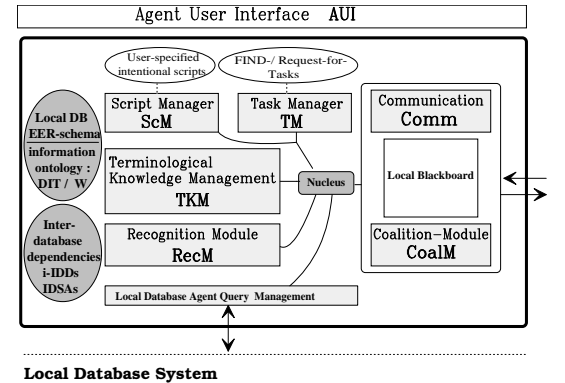 Agent User Interface AUI
User-specified
intentional scripts
FIND-/ Request-for-
Tasks
Local DB
EER-schema
information
ontology :
DIT / W
Script Manager
ScM
Task Manager
TM
Communication
Comm
Terminological
Knowledge Management
TKM
Nucleus
Local Blackboard
Inter-
database
dependencies
i-IDDs
IDSAs
Recognition Module
RecM
Coalition-Module
CoalM
Local Database Agent Query Management
Local Database System